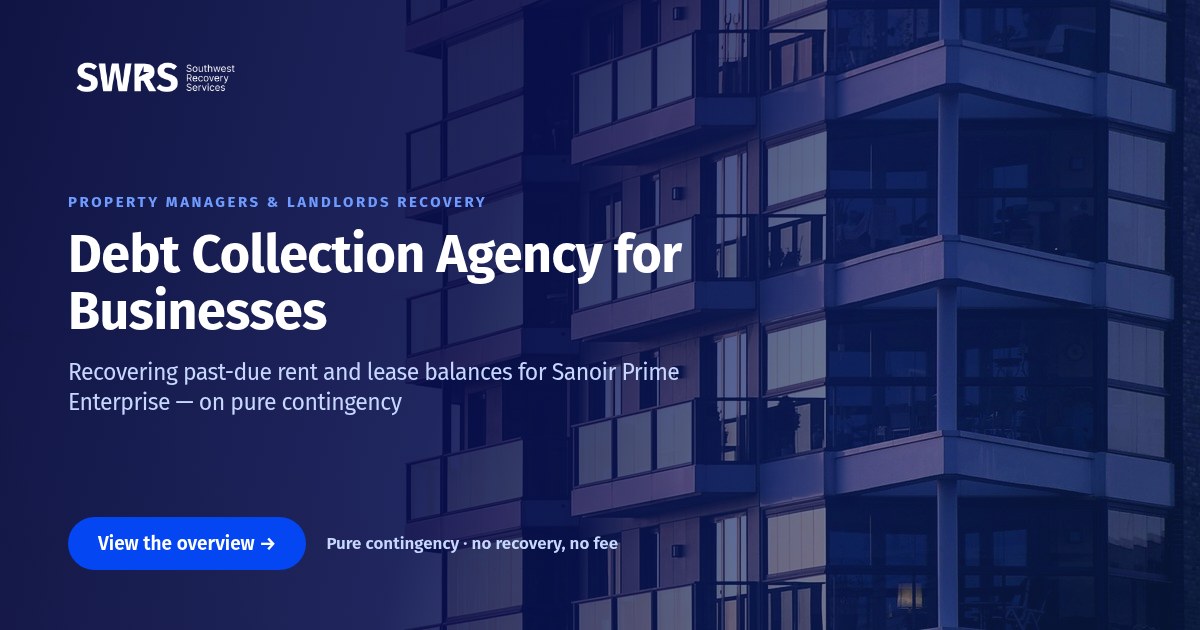 SWRS
Southwest
Recovery
Services
PROPERTY MANAGERS & LANDLORDS RECOVERY
Debt Collection Agency for
Businesses
Recovering past-due rent and lease balances for Sanoir Prime
Enterprise — on pure contingency
View the overview →
Pure contingency · no recovery, no fee